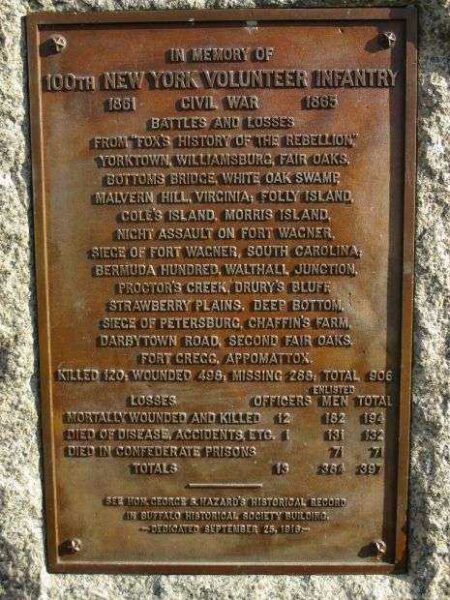 IN MEMORY OF
100TH NEW YORK VOLUNTEER INFANTRY
1861 CIVIL WAR 1865
BATTLES AND LOSSES
FROM "FOX'S HISTORY OF THE REBELLION,"
YORKTOWN, WILLIAMSBURG, FAIR OAKS,
BOTTOMS BRIDGE, WHITE OAK SWAMP,
MALVERN HILL, VIRGINIA; FOLLY ISLAND,
COLE'S ISLAND, MORRIS ISLAND,
NIGHT ASSAULT ON FORT WAGNER,
SIEGE OF FORT WAGNER, SOUTH CAROLINA;
BERMUDA HUNDRED, WALTHALL JUNCTION,
PROCTOR'S CREEK, DRURY'S BLUFF
STRAWBERRY PLAINS, DEEP BOTTOM,
SIEGE OF PETERSBURG, CHAFFIN'S FARM,
DARBYTOWN ROAD, SECOND FAIR OAKS.
FORT GREGG, APPOMATTOX.
KILLED 120; WOUNDED 498; MISSING 288; TOTAL 906
ENLISTED
LOSSES OFFICERS MEN TOTAL
MORTALLY WOUNDED AND KILLED 12 182 194
DIED OF DISEASE, ACCIDENTS, ETC. 1 131 132
DIED IN CONFEDERATE PRISONS 71 71
TOTALS 13 384 397
SEE HON. GEORGE S. HAZARD'S HISTORICAL RECORD
IN BUFFALO HISTORICAL SOCIETY BUILDING.
—DEDICATED SEPTEMBER 25,